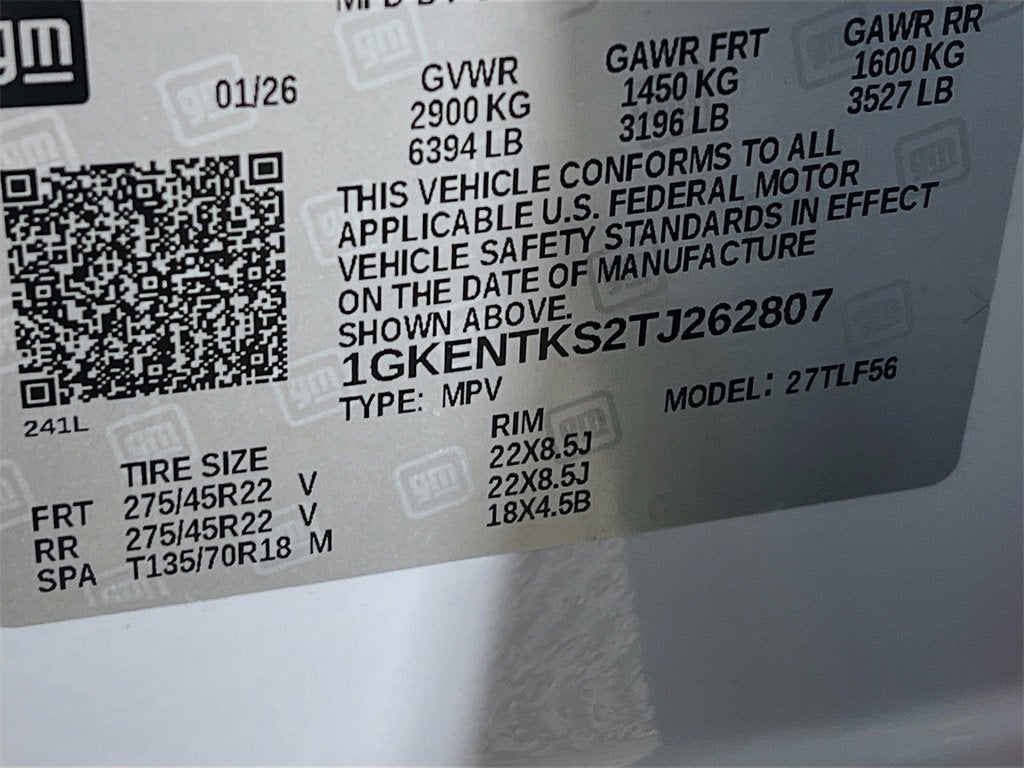 gm
01/26
GVWR
2900 KG
6394 LB
GAWR FRT
1450 KG
3196 LB
GAWR RR
1600 KG
3527 LB
THIS VEHICLE CONFORMS TO ALL
APPLICABLE U.S. FEDERAL MOTOR
VEHICLE SAFETY STANDARDS IN EFFECT
ON THE DATE OF MANUFACTURE
SHOWN ABOVE.
1GKENTKS2TJ262807
TYPE: MPV
MODEL: 27TLF56
241L
TIRE SIZE
RIM
FRT 275/45R22 V 22X8.5J
RR 275/45R22 V 22X8.5J
SPA T135/70R18 M 18X4.5B